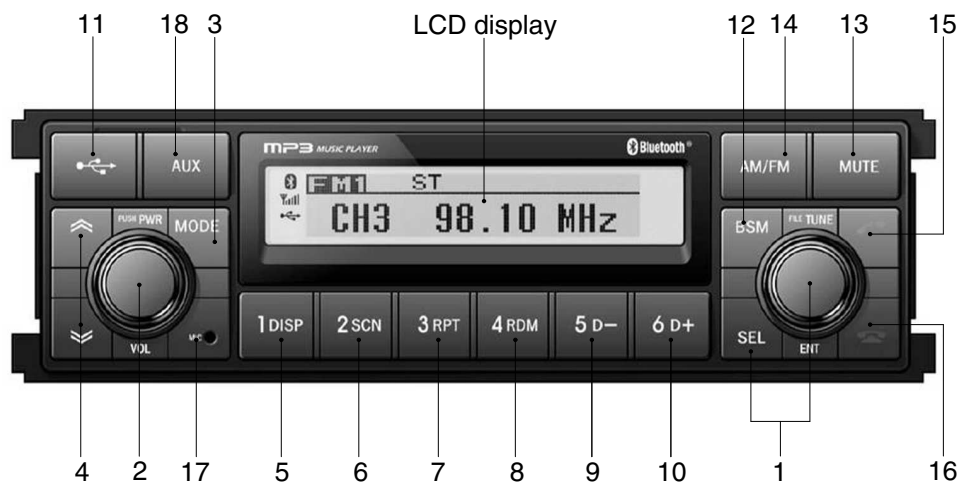 11 18 3 LCD display 12 14 13 15
MP3 MUSIC PLAYER Bluetooth®
AUX AM/FM MUTE
FM1 ST
CH3 98.10 MHz
PUSH PWR MODE BSM FILE TUNE
1 DISP 2 SCN 3 RPT 4 RDM 5 D− 6 D+
VOL MIC SEL ENT
4 2 17 5 6 7 8 9 10 1 16